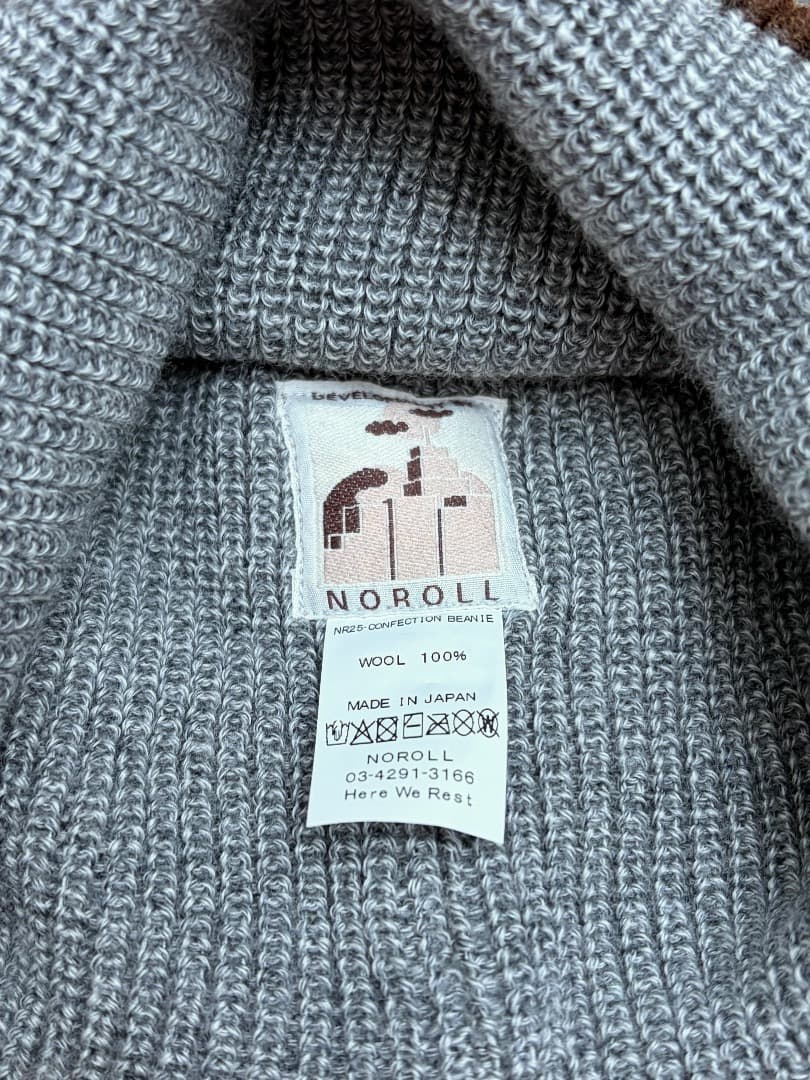 NOROLL
NR25-CONFECTION BEANIE
WOOL 100%
MADE IN JAPAN
NOROLL
03-4291-3166
Here We Rest